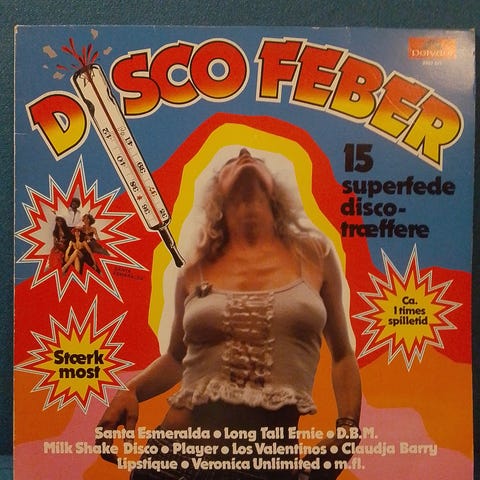 DISCO FEBER
Polydor
15
superfede
disco-
træffere
Ca.
1 times
spilletid
Stærk
most
Santa Esmeralda • Long Tall Ernie • D.B.M.
Milk Shake Disco • Player • Los Valentinos • Claudja Barry
Lipstique • Veronica Unlimited • m.fl.